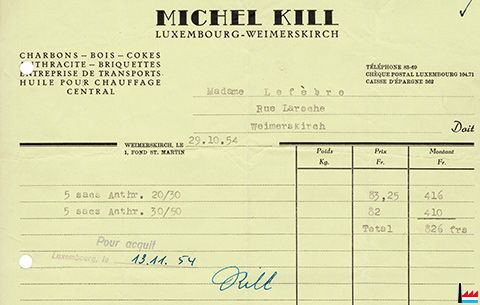 MICHEL KILL
LUXEMBOURG-WEIMERSKIRCH
CHARBONS – BOIS – COKES
ANTHRACITE – BRIQUETTES
ENTREPRISE DE TRANSPORTS
HUILE POUR CHAUFFAGE
CENTRAL
TÉLÉPHONE 85-69
CHÈQUE POSTAL LUXEMBOURG 104.71
CAISSE D'ÉPARGNE 362
Madame Lefèbre
Rue Laroche
Weimerskirch
Doit
WEIMERSKIRCH, LE 29.10.54
1, FOND ST. MARTIN
Poids Prix Montant
Kg. Fr. Fr.
5 sacs Anthr. 20/30 83,25 416
5 sacs Anthr. 30/50 82 410
Total 826 frs
Pour acquit
Luxembourg, le 13.11.54
Kill